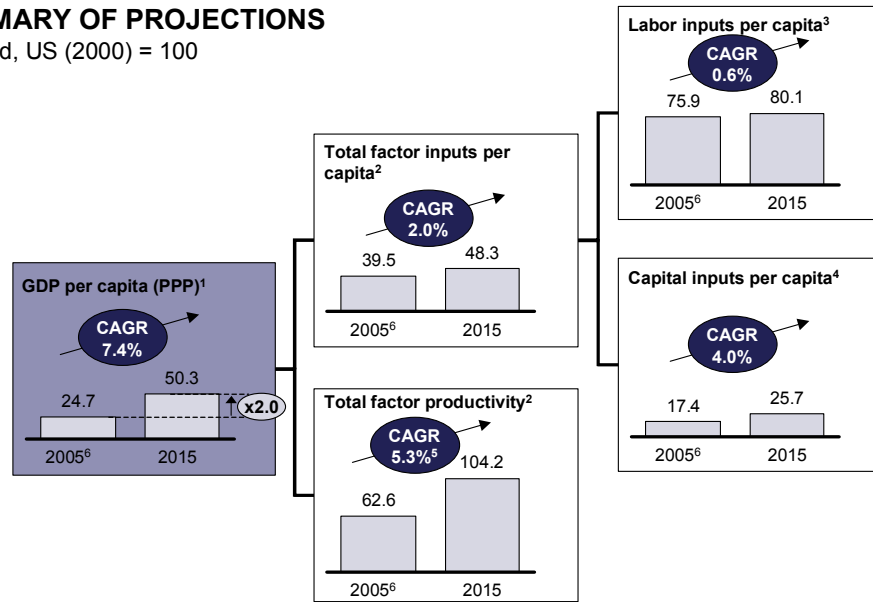 MARY OF PROJECTIONS
d, US (2000) = 100
GDP per capita (PPP)¹
CAGR
7.4%
24.7
50.3
x2.0
2005⁶
2015
Total factor inputs per
capita²
CAGR
2.0%
39.5
48.3
2005⁶
2015
Total factor productivity²
CAGR
5.3%⁵
62.6
104.2
2005⁶
2015
Labor inputs per capita³
CAGR
0.6%
75.9
80.1
2005⁶
2015
Capital inputs per capita⁴
CAGR
4.0%
17.4
25.7
2005⁶
2015